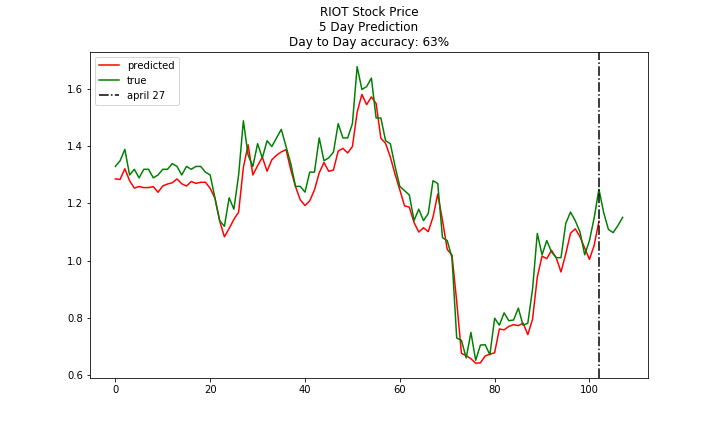 RIOT Stock Price
5 Day Prediction
Day to Day accuracy: 63%
predicted
true
april 27
1.6
1.4
1.2
1.0
0.8
0.6
0 20 40 60 80 100